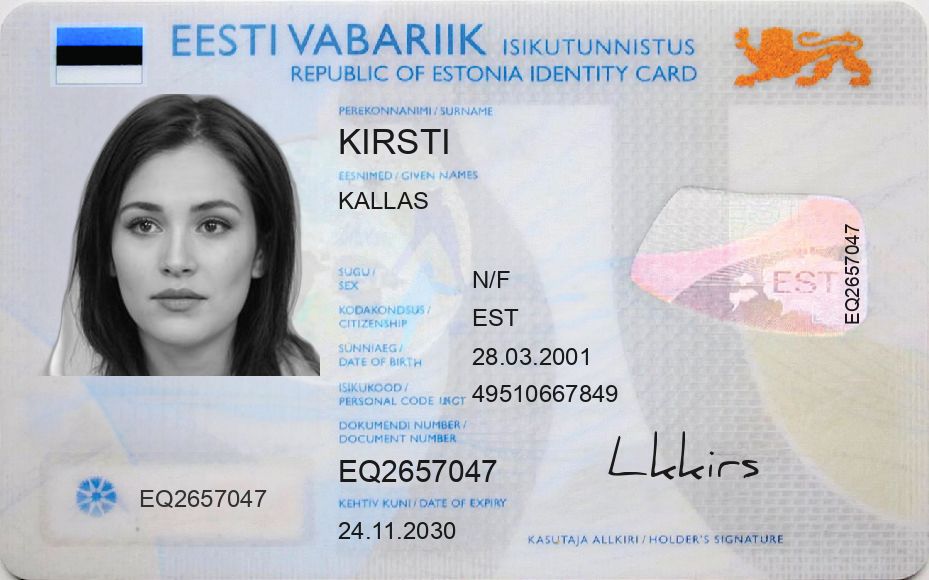 EESTI VABARIIK ISIKUTUNNISTUS
REPUBLIC OF ESTONIA IDENTITY CARD
PEREKONNANIMI / SURNAME
KIRSTI
EESNIMED / GIVEN NAMES
KALLAS
SUGU / SEX N/F
KODAKONDSUS / CITIZENSHIP EST
SÜNNIAEG / DATE OF BIRTH 28.03.2001
ISIKUKOOD / PERSONAL CODE 49510667849
DOKUMENDI NUMBER / DOCUMENT NUMBER
EQ2657047
KEHTIV KUNI / DATE OF EXPIRY
24.11.2030
EQ2657047
EST
EQ2657047
Lkkirs
KASUTAJA ALLKIRI / HOLDER'S SIGNATURE